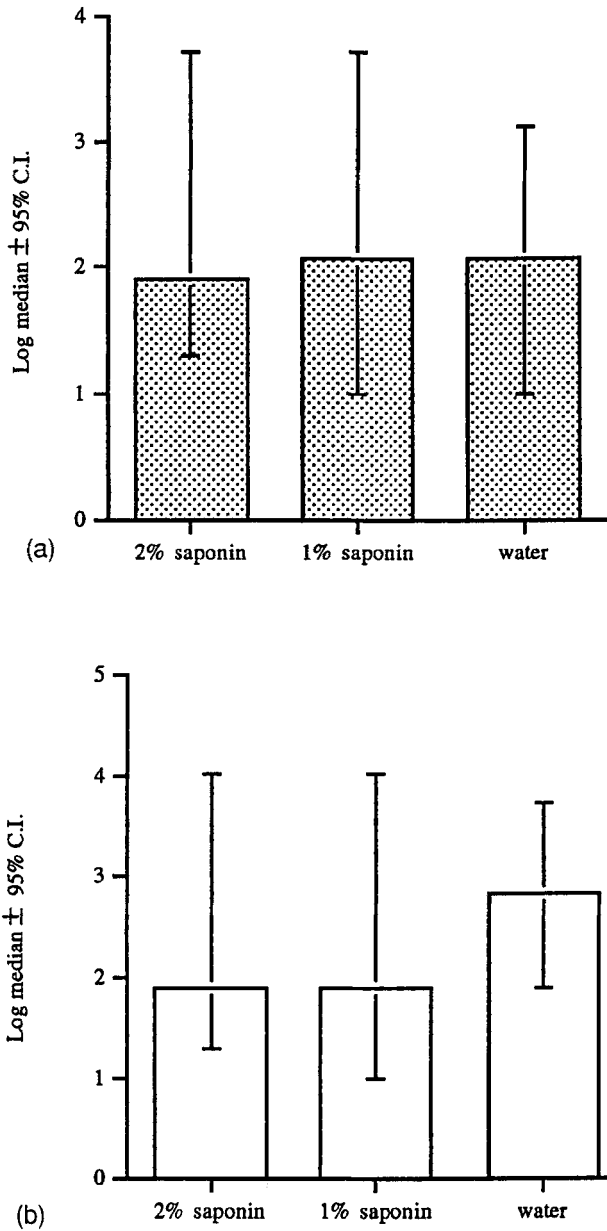 4
3
2
1
0
Log median ± 95% C.I.
2% saponin 1% saponin water
(a)
5
4
3
2
1
0
Log median ± 95% C.I.
2% saponin 1% saponin water
(b)